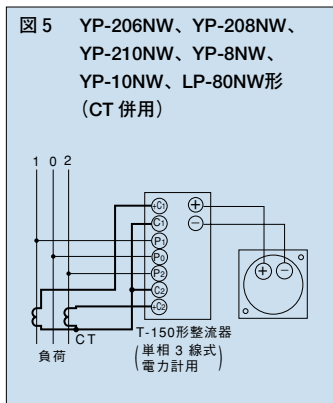 図5 YP-206NW、YP-208NW、
YP-210NW、YP-8NW、
YP-10NW、LP-80NW形
（CT 併用）
1 0 2
+C1
C1
P1
P0
P2
C2
+C2
+
−
+ −
CT
負荷
T-150形整流器
（単相3線式
電力計用）